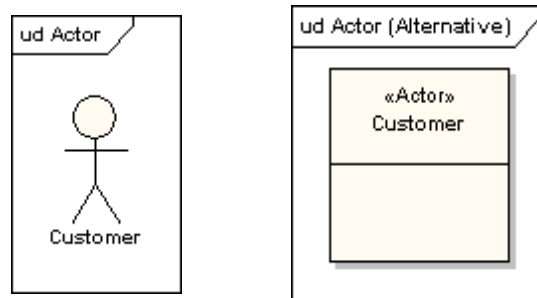 ud Actor
Customer
ud Actor (Alternative)
«Actor»
Customer